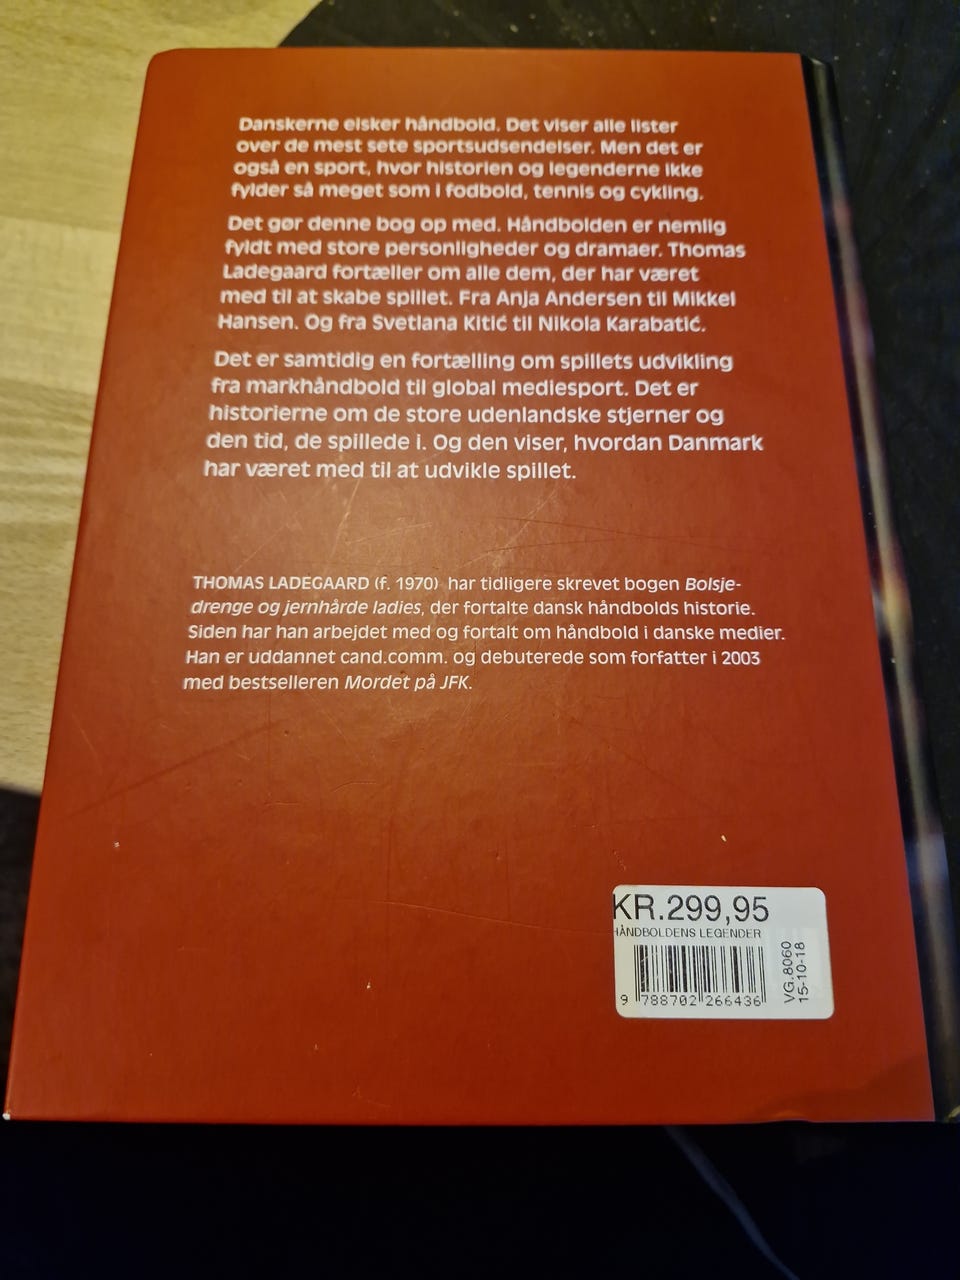 Danskerne elsker håndbold. Det viser alle lister
over de mest sete sportsudsendelser. Men det er
også en sport, hvor historien og legenderne ikke
fylder så meget som i fodbold, tennis og cykling.
Det gør denne bog op med. Håndbolden er nemlig
fyldt med store personligheder og dramaer. Thomas
Ladegaard fortæller om alle dem, der har været
med til at skabe spillet. Fra Anja Andersen til Mikkel
Hansen. Og fra Svetlana Kitić til Nikola Karabatić.
Det er samtidig en fortælling om spillets udvikling
fra markhåndbold til global mediesport. Det er
historierne om de store udenlandske stjerner og
den tid, de spillede i. Og den viser, hvordan Danmark
har været med til at udvikle spillet.
THOMAS LADEGAARD (f. 1970) har tidligere skrevet bogen Bolsje-
drenge og jernhårde ladies, der fortalte dansk håndbolds historie.
Siden har han arbejdet med og fortalt om håndbold i danske medier.
Han er uddannet cand.comm. og debuterede som forfatter i 2003
med bestselleren Mordet på JFK.
KR.299,95
HÅNDBOLDENS LEGENDER
9 788702 266436
VG.8060
15-10-18